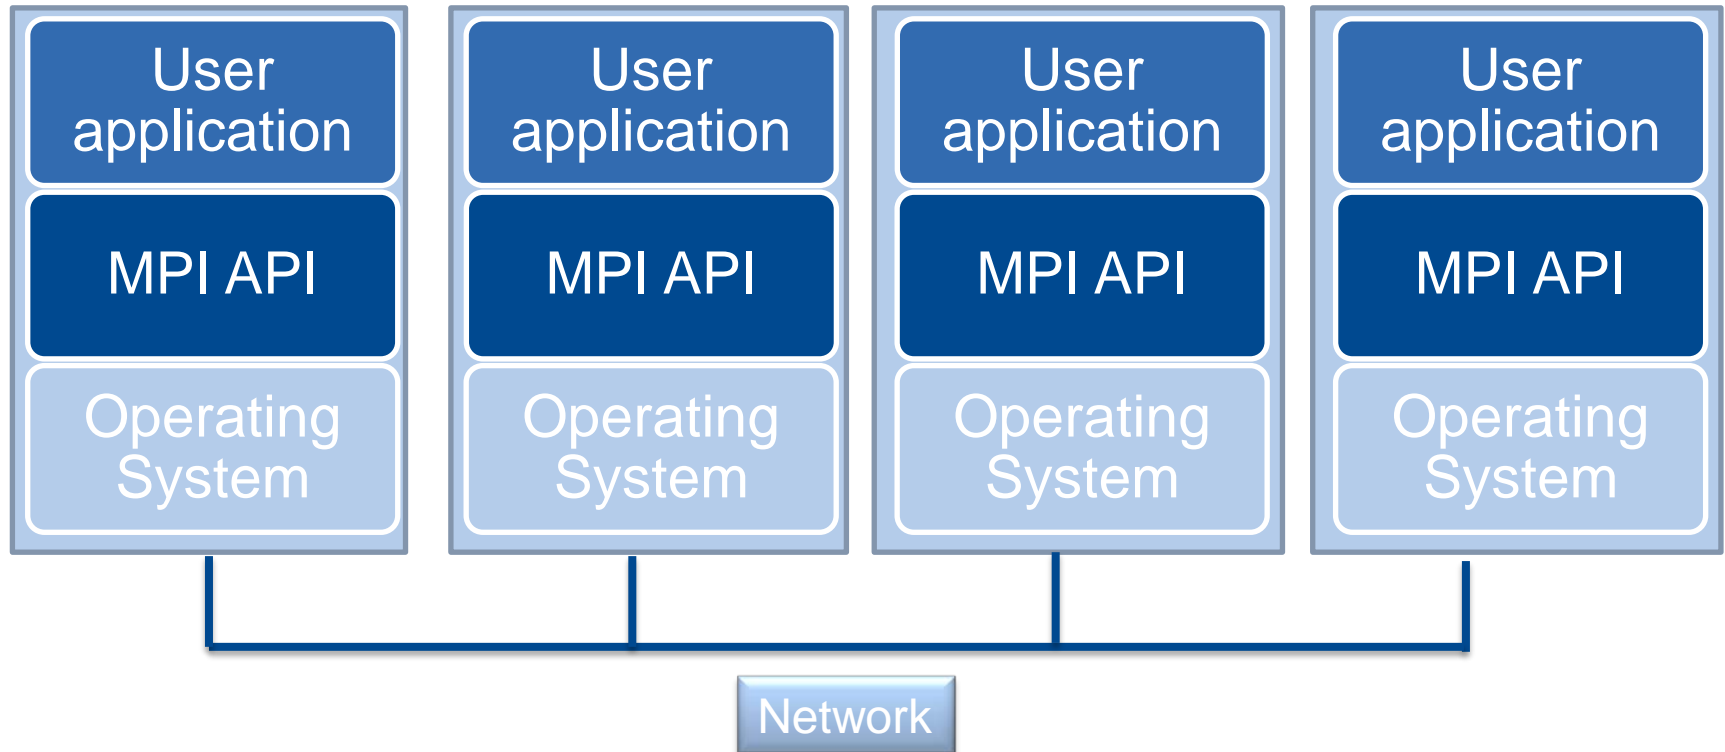 User
application
MPI API
Operating
System
User
application
MPI API
Operating
System
User
application
MPI API
Operating
System
User
application
MPI API
Operating
System
Network